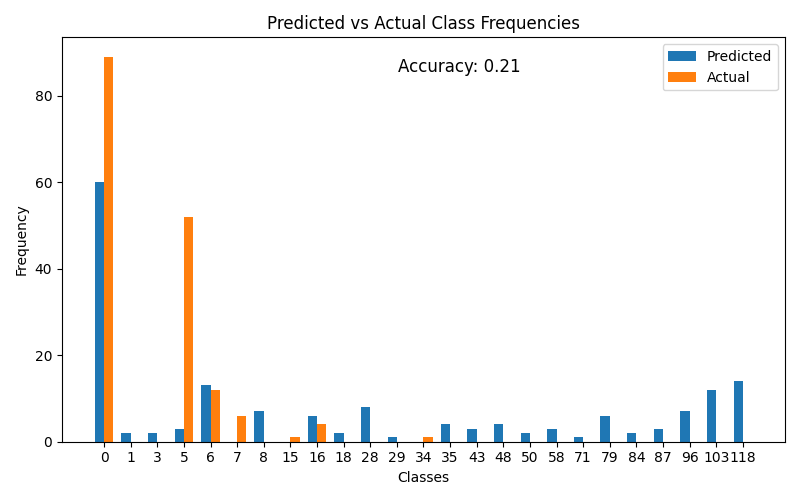 Predicted vs Actual Class Frequencies
Accuracy: 0.21
Predicted
Actual
Frequency
80
60
40
20
0
0 1 3 5 6 7 8 15 16 18 28 29 34 35 43 48 50 58 71 79 84 87 96 103 118
Classes